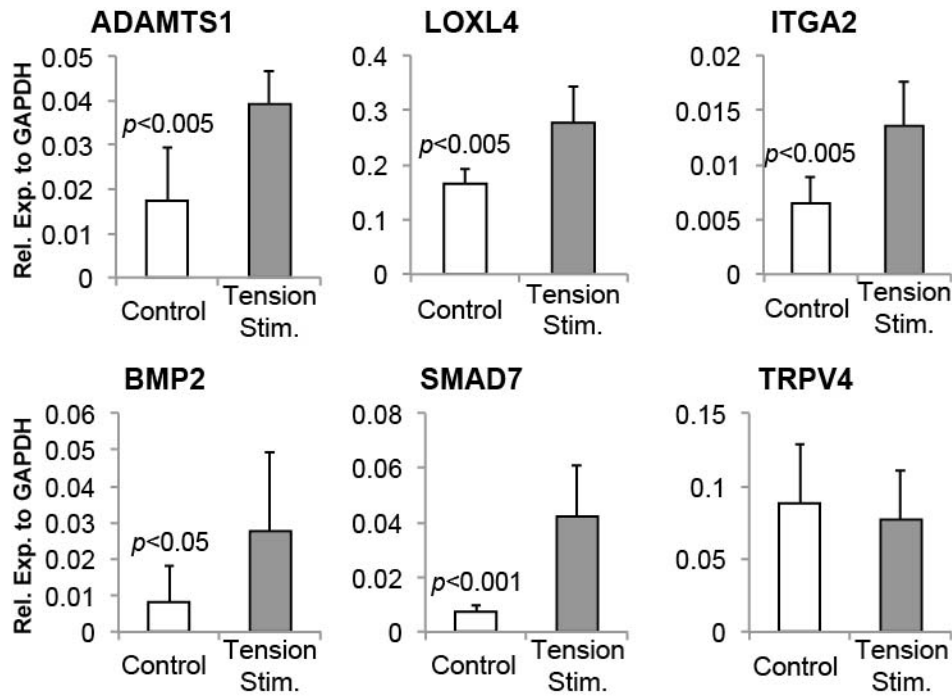 ADAMTS1
LOXL4
ITGA2
Rel. Exp. to GAPDH
0.05
0.04
0.03
0.02
0.01
0
p<0.005
Control
Tension
Stim.
0.4
0.3
0.2
0.1
0
p<0.005
Control
Tension
Stim.
0.02
0.015
0.01
0.005
0
p<0.005
Control
Tension
Stim.
BMP2
SMAD7
TRPV4
Rel. Exp. to GAPDH
0.06
0.05
0.04
0.03
0.02
0.01
0
p<0.05
Control
Tension
Stim.
0.08
0.06
0.04
0.02
0
p<0.001
Control
Tension
Stim.
0.15
0.1
0.05
0
Control
Tension
Stim.